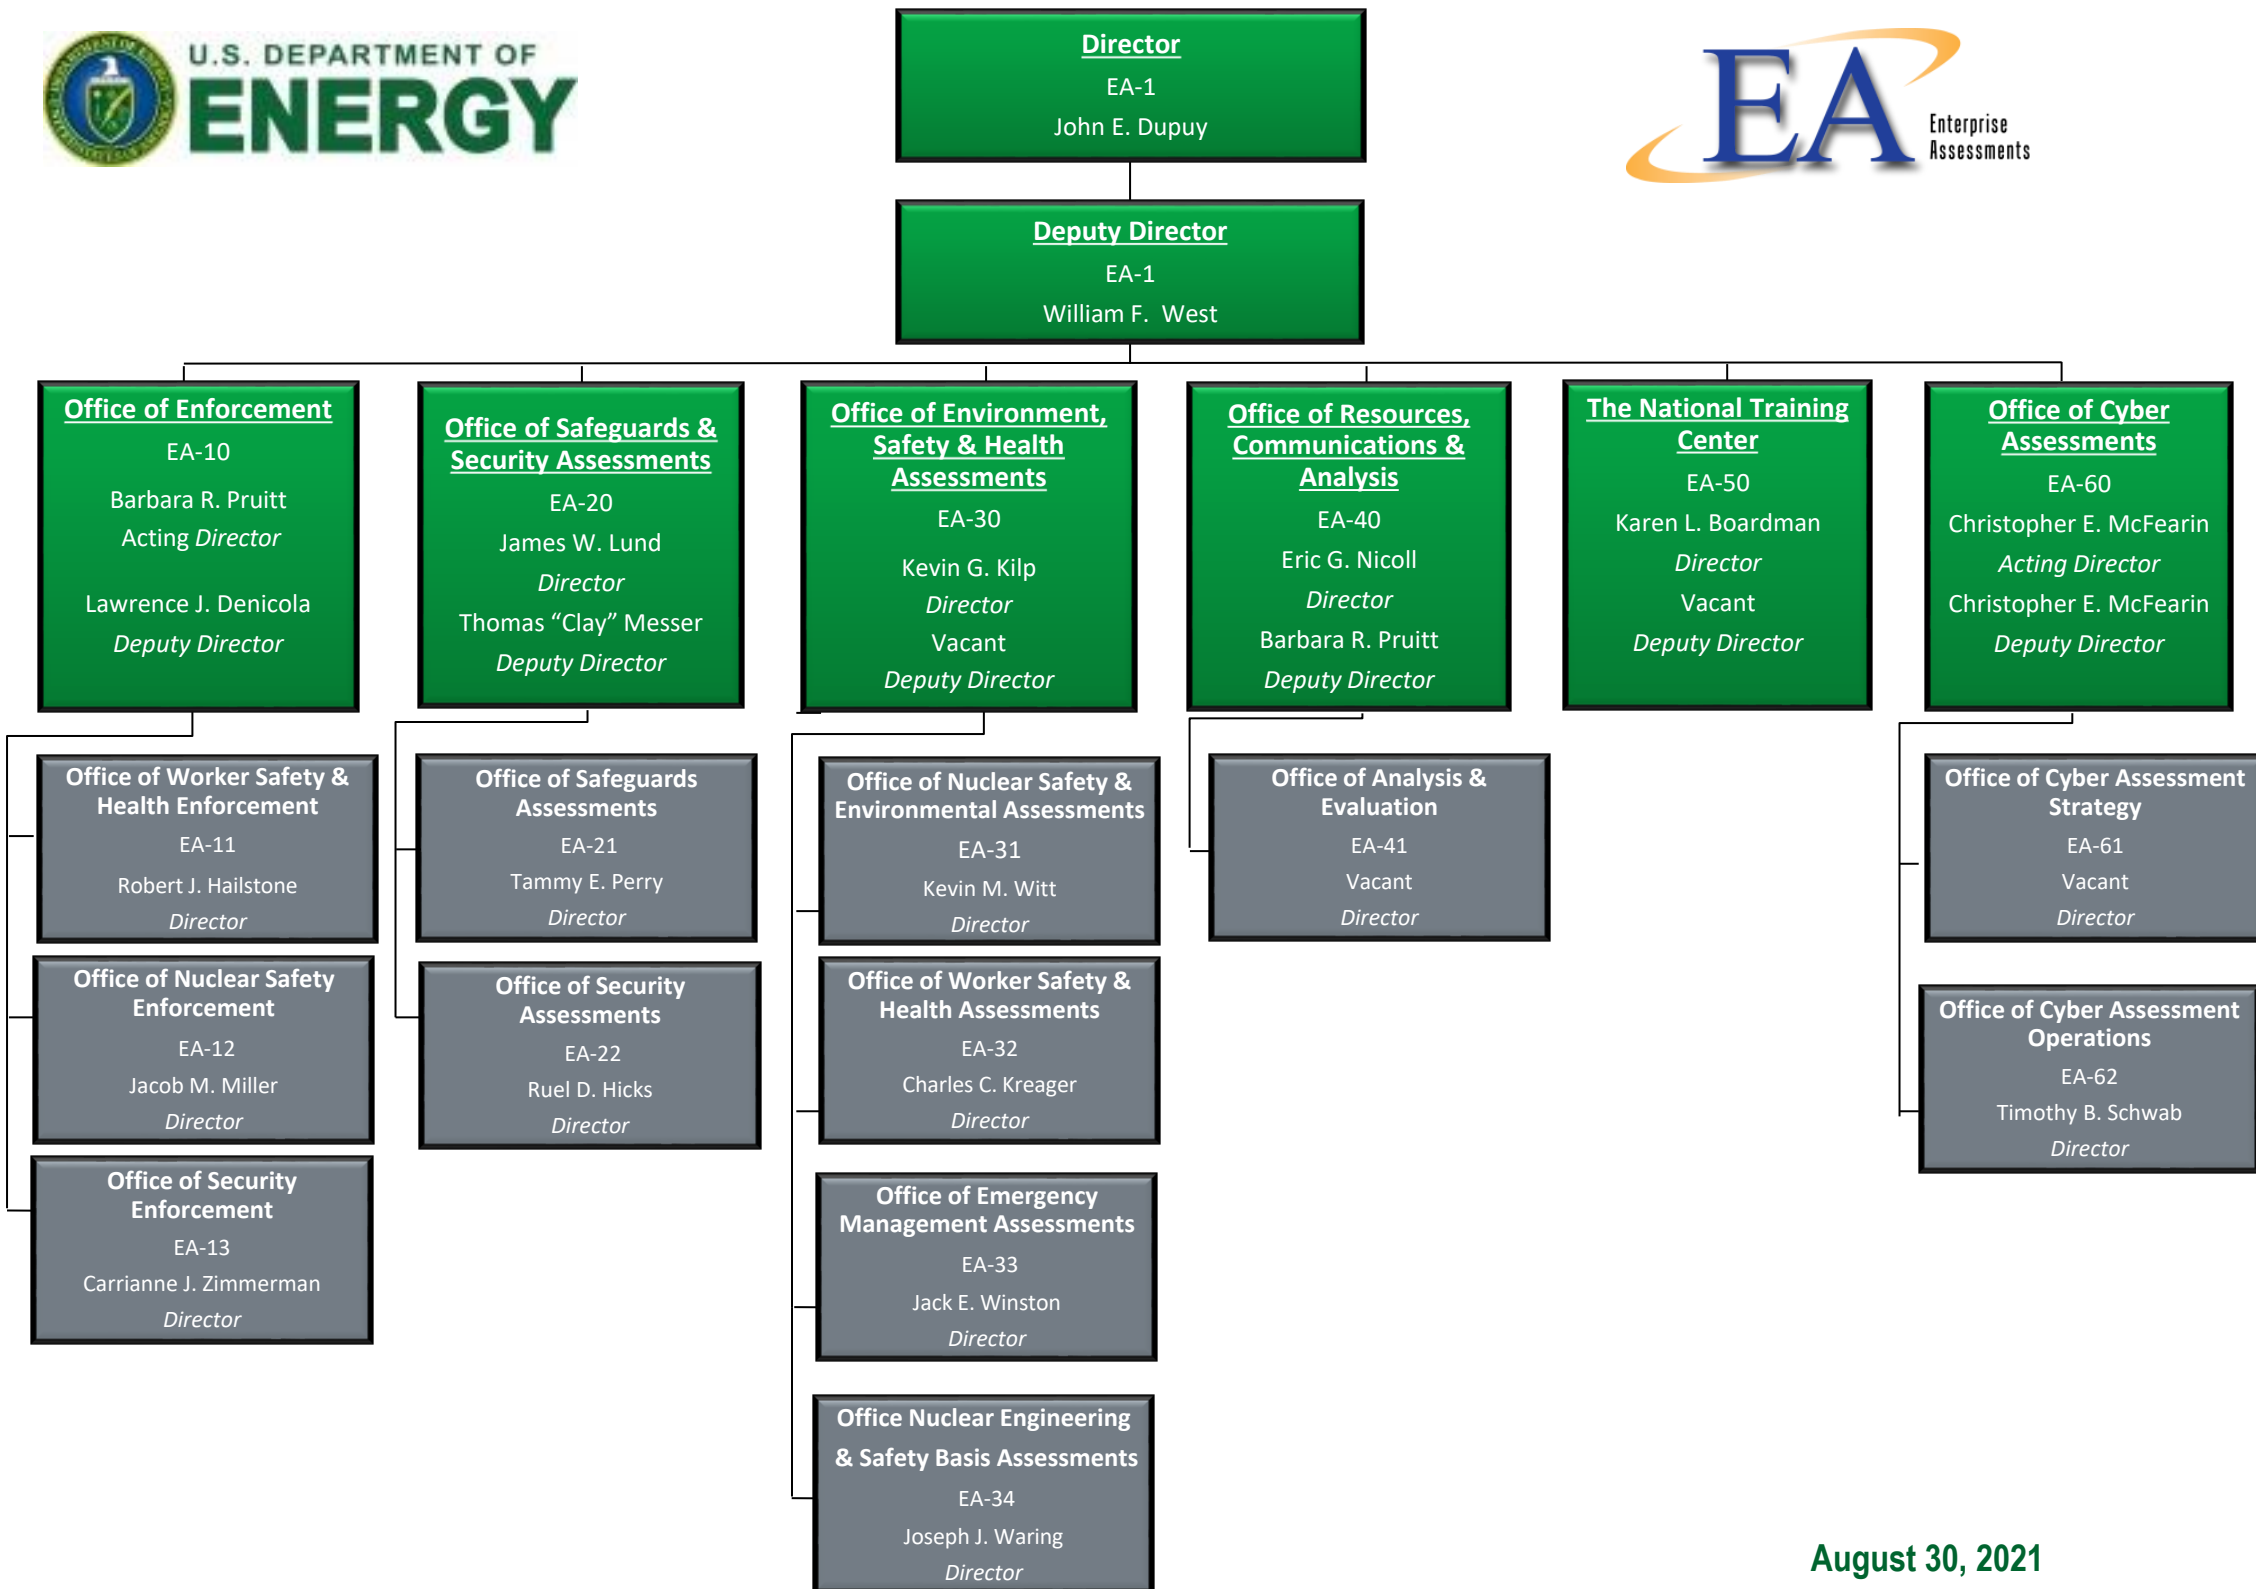 U.S. DEPARTMENT OF
ENERGY
Director
EA-1
John E. Dupuy
EA
Enterprise
Assessments
Deputy Director
EA-1
William F.  West
Office of Enforcement
EA-10
Barbara R. Pruitt
Acting Director
Lawrence J. Denicola
Deputy Director
Office of Safeguards &
Security Assessments
EA-20
James W. Lund
Director
Thomas “Clay” Messer
Deputy Director
Office of Environment,
Safety & Health
Assessments
EA-30
Kevin G. Kilp
Director
Vacant
Deputy Director
Office of Resources,
Communications &
Analysis
EA-40
Eric G. Nicoll
Director
Barbara R. Pruitt
Deputy Director
The National Training
Center
EA-50
Karen L. Boardman
Director
Vacant
Deputy Director
Office of Cyber
Assessments
EA-60
Christopher E. McFearin
Acting Director
Christopher E. McFearin
Deputy Director
Office of Worker Safety &
Health Enforcement
EA-11
Robert J. Hailstone
Director
Office of Nuclear Safety
Enforcement
EA-12
Jacob M. Miller
Director
Office of Security
Enforcement
EA-13
Carrianne J. Zimmerman
Director
Office of Safeguards
Assessments
EA-21
Tammy E. Perry
Director
Office of Security
Assessments
EA-22
Ruel D. Hicks
Director
Office of Nuclear Safety &
Environmental Assessments
EA-31
Kevin M. Witt
Director
Office of Worker Safety &
Health Assessments
EA-32
Charles C. Kreager
Director
Office of Emergency
Management Assessments
EA-33
Jack E. Winston
Director
Office Nuclear Engineering
& Safety Basis Assessments
EA-34
Joseph J. Waring
Director
Office of Analysis &
Evaluation
EA-41
Vacant
Director
Office of Cyber Assessment
Strategy
EA-61
Vacant
Director
Office of Cyber Assessment
Operations
EA-62
Timothy B. Schwab
Director
August 30, 2021